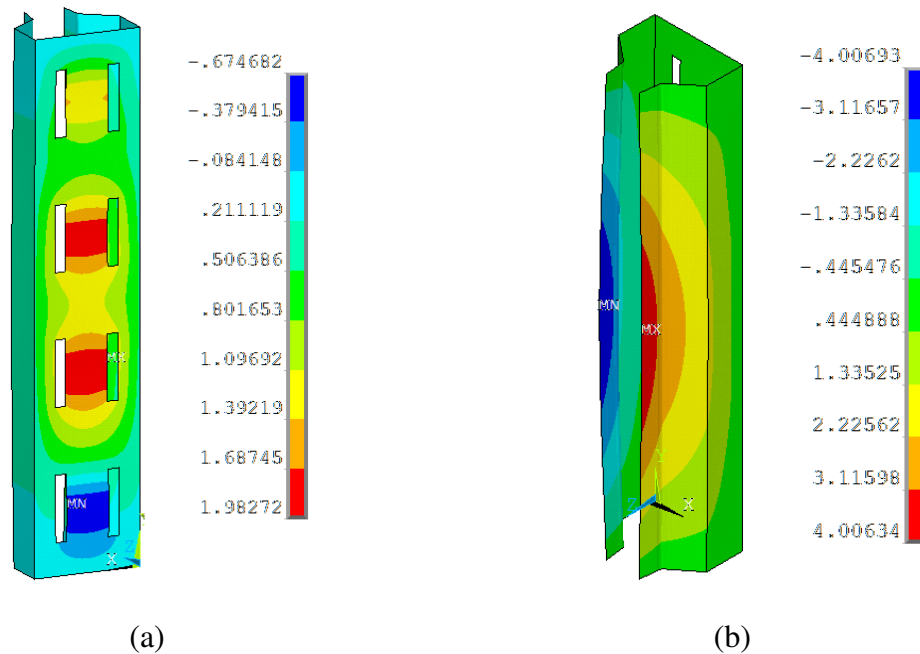 -.674682
-.379415
-.084148
.211119
.506386
.801653
1.09692
1.39219
1.68745
1.98272
MN
MX
X
Z
Y
-4.00693
-3.11657
-2.2262
-1.33584
-.445476
.444888
1.33525
2.22562
3.11598
4.00634
MN
MX
Y
Z
X
(a)
(b)